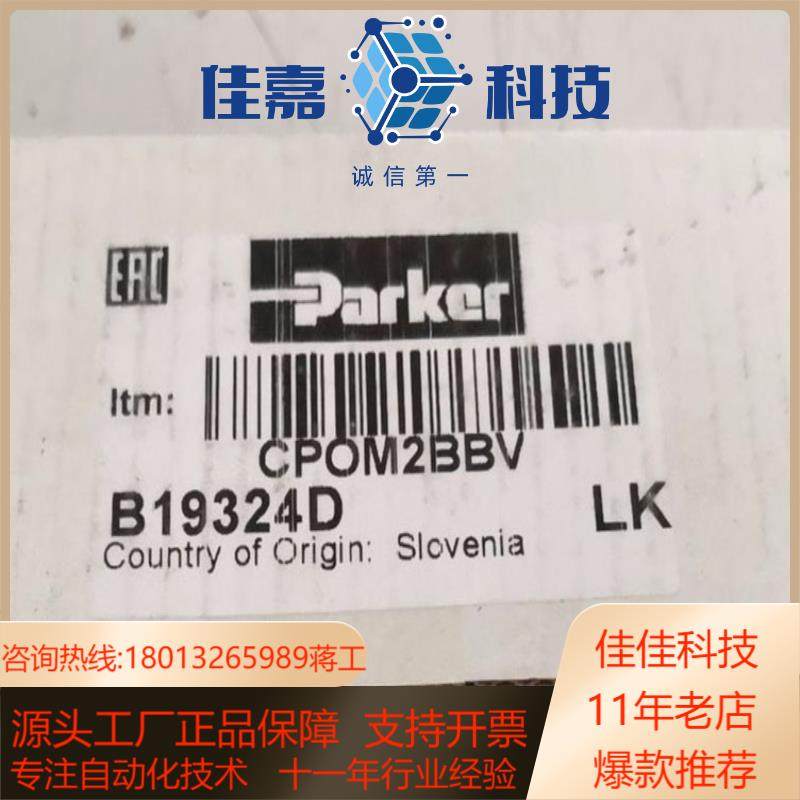 佳嘉 科技
诚信第一
EAC
Parker
Itm:
CPOM2BBV
B19324D LK
Country of Origin: Slovenia
咨询热线:18013265989蒋工
源头工厂正品保障 支持开票
专注自动化技术 十一年行业经验
佳佳科技
11年老店
爆款推荐